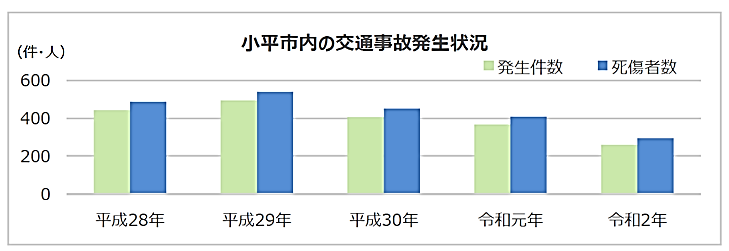 小平市内の交通事故発生状況
(件・人)
発生件数 死傷者数
600
400
200
0
平成28年 平成29年 平成30年 令和元年 令和2年